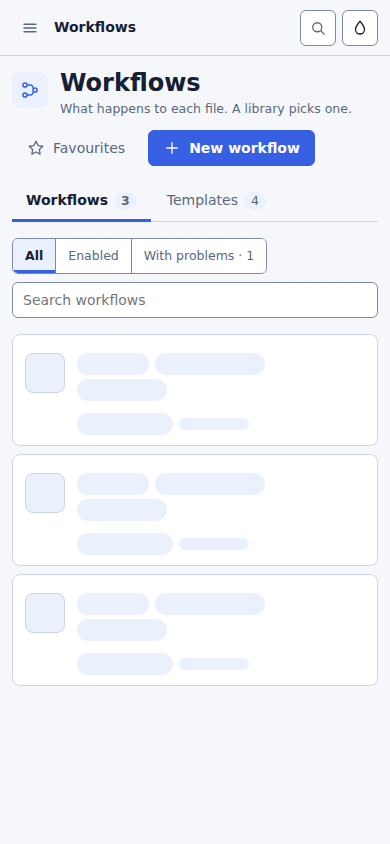 Workflows
Workflows
What happens to each file. A library picks one.
Favourites
New workflow
Workflows 3
Templates 4
All
Enabled
With problems · 1
Search workflows